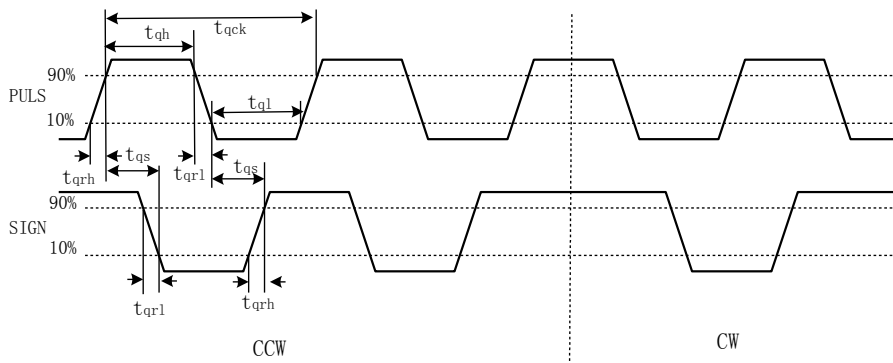 tqck
tqh
90%
PULS
10%
tql
tqrh
tqs
tqrl
tqs
90%
SIGN
10%
tqrl
tqrh
CCW
CW